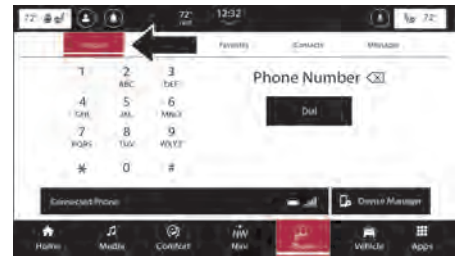 72° 72° 12:32 72°
Favorites Contacts Messages
1 2 3
ABC DEF
Phone Number
4 5 6
GHI JKL MNO
Dial
7 8 9
PQRS TUV WXYZ
* 0 #
Connected Phone Device Manager
Home Media Comfort Nav Phone Vehicle Apps